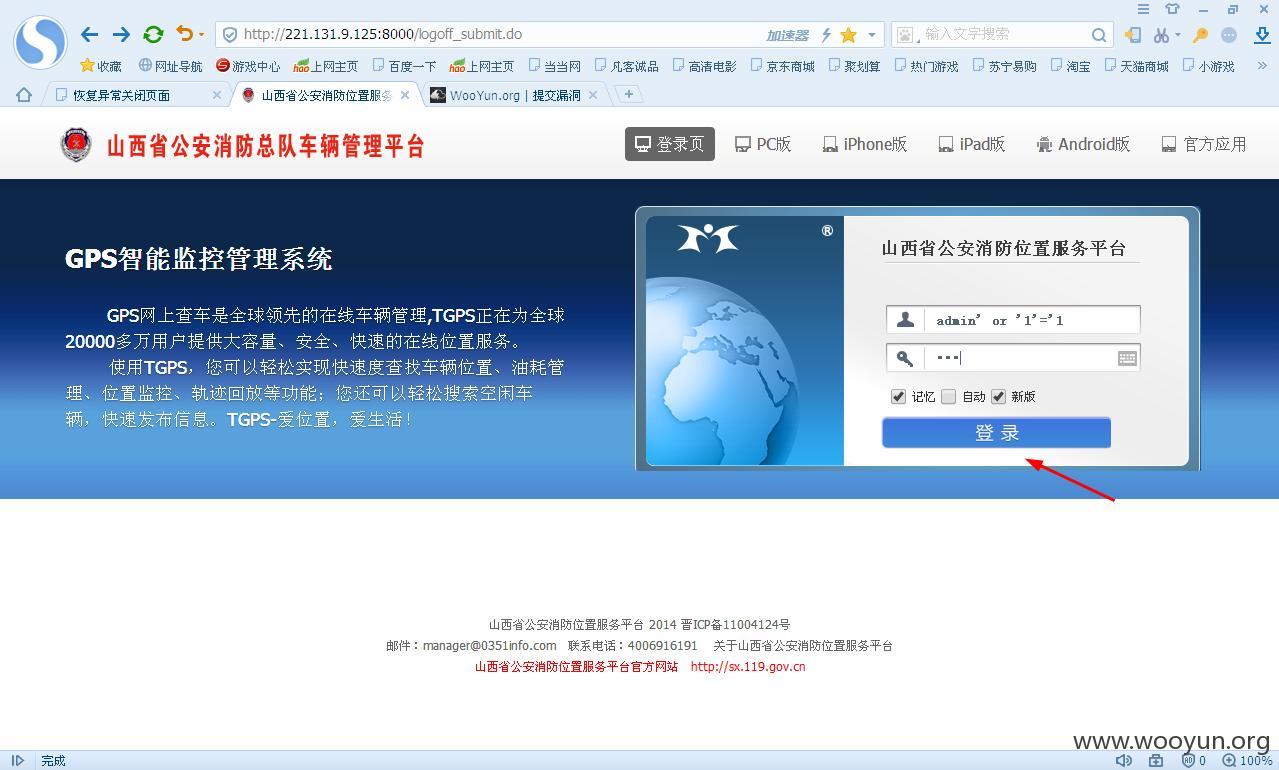 http://221.131.9.125:8000/logoff_submit.do
加速器
输入文字搜索
收藏 网址导航 游戏中心 上网主页 百度一下 上网主页 当当网 凡客诚品 高清电影 京东商城 聚划算 热门游戏 苏宁易购 淘宝 天猫商城 小游戏
恢复异常关闭页面 山西省公安消防位置服务 WooYun.org | 提交漏洞
山西省公安消防总队车辆管理平台
登录页 PC版 iPhone版 iPad版 Android版 官方应用
GPS智能监控管理系统
GPS网上查车是全球领先的在线车辆管理,TGPS正在为全球
20000多万用户提供大容量、安全、快速的在线位置服务。
使用TGPS，您可以轻松实现快速度查找车辆位置、油耗管
理、位置监控、轨迹回放等功能；您还可以轻松搜索空闲车
辆，快速发布信息。TGPS-爱位置，爱生活！
®
山西省公安消防位置服务平台
admin' or '1'='1
记忆 自动 新版
登录
山西省公安消防位置服务平台 2014 晋ICP备11004124号
邮件：manager@0351info.com 联系电话：4006916191 关于山西省公安消防位置服务平台
山西省公安消防位置服务平台官方网站 http://sx.119.gov.cn
www.wooyun.org
完成
0
100%